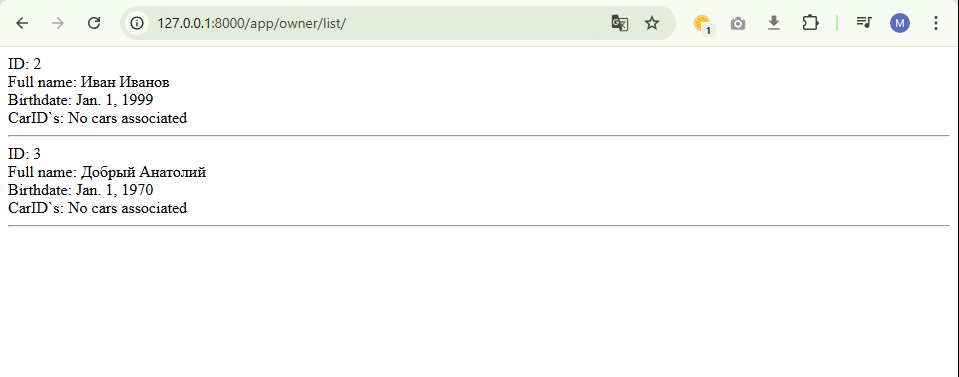 127.0.0.1:8000/app/owner/list/
1
M
ID: 2
Full name: Иван Иванов
Birthdate: Jan. 1, 1999
CarID`s: No cars associated
ID: 3
Full name: Добрый Анатолий
Birthdate: Jan. 1, 1970
CarID`s: No cars associated